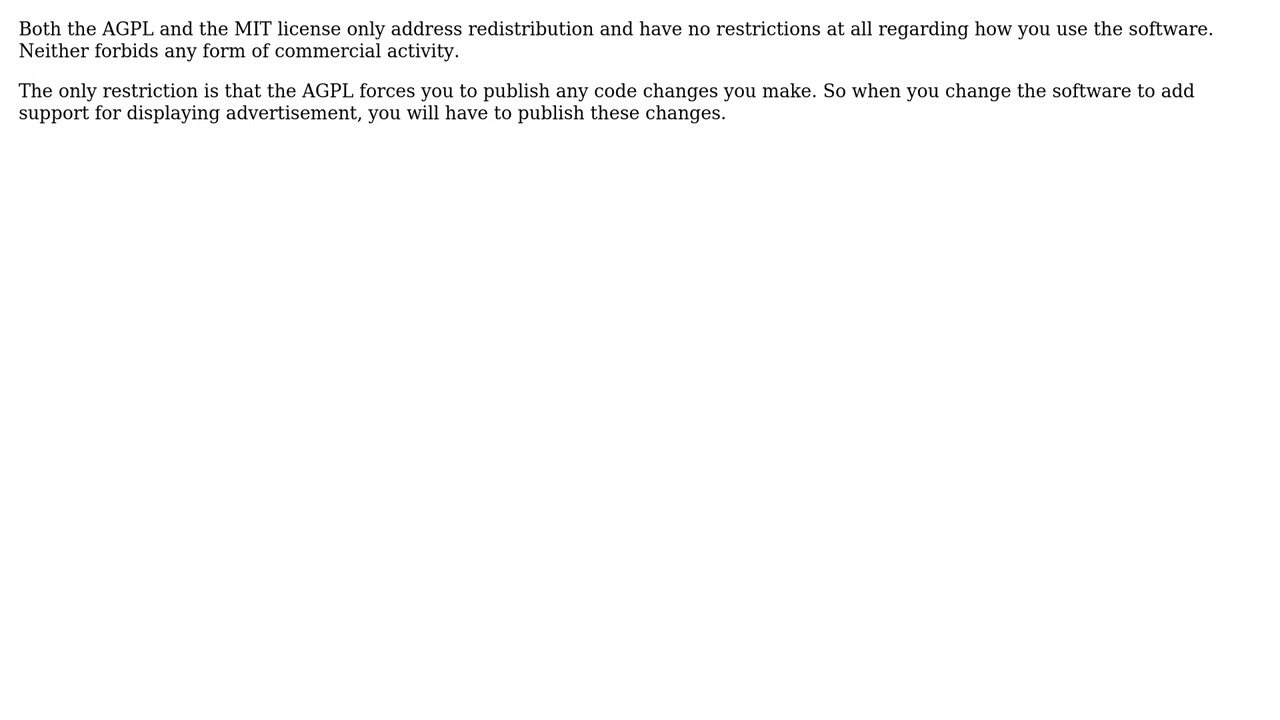 Both the AGPL and the MIT license only address redistribution and have no restrictions at all regarding how you use the software.
Neither forbids any form of commercial activity.
The only restriction is that the AGPL forces you to publish any code changes you make. So when you change the software to add
support for displaying advertisement, you will have to publish these changes.